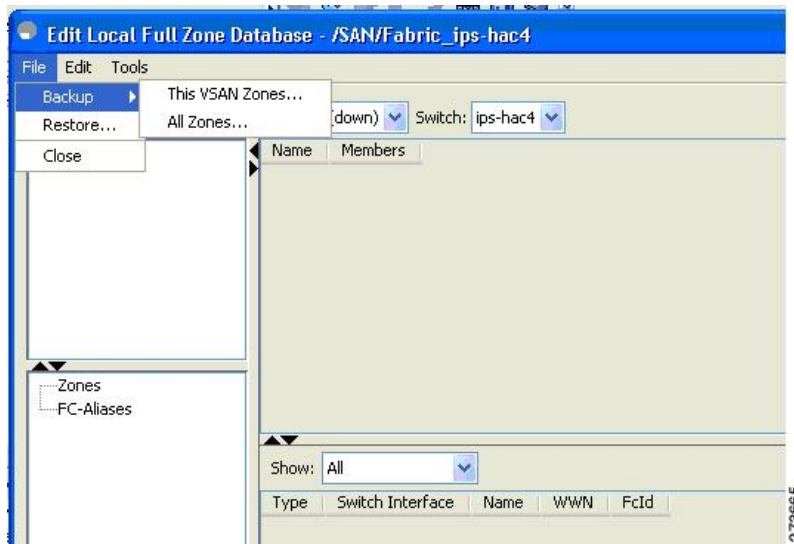 Edit Local Full Zone Database - /SAN/Fabric_ips-hac4
File Edit Tools
Backup This VSAN Zones...
Restore... All Zones...
Close
(down) Switch: ips-hac4
Name Members
Zones
FC-Aliases
Show: All
Type Switch Interface Name WWN FcId